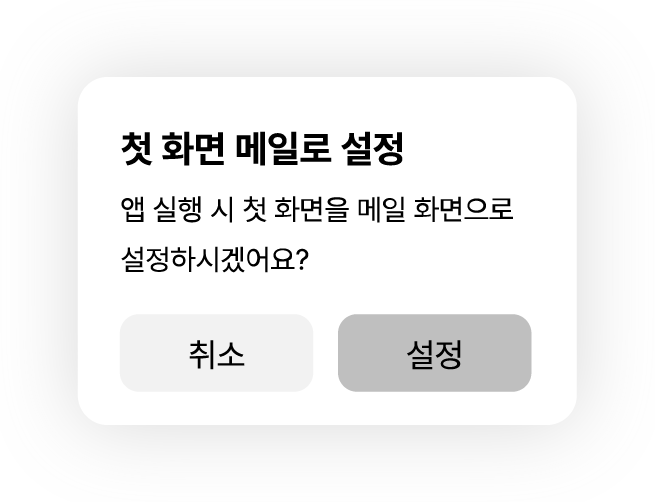 첫 화면 메일로 설정
앱 실행 시 첫 화면을 메일 화면으로
설정하시겠어요?
취소
설정